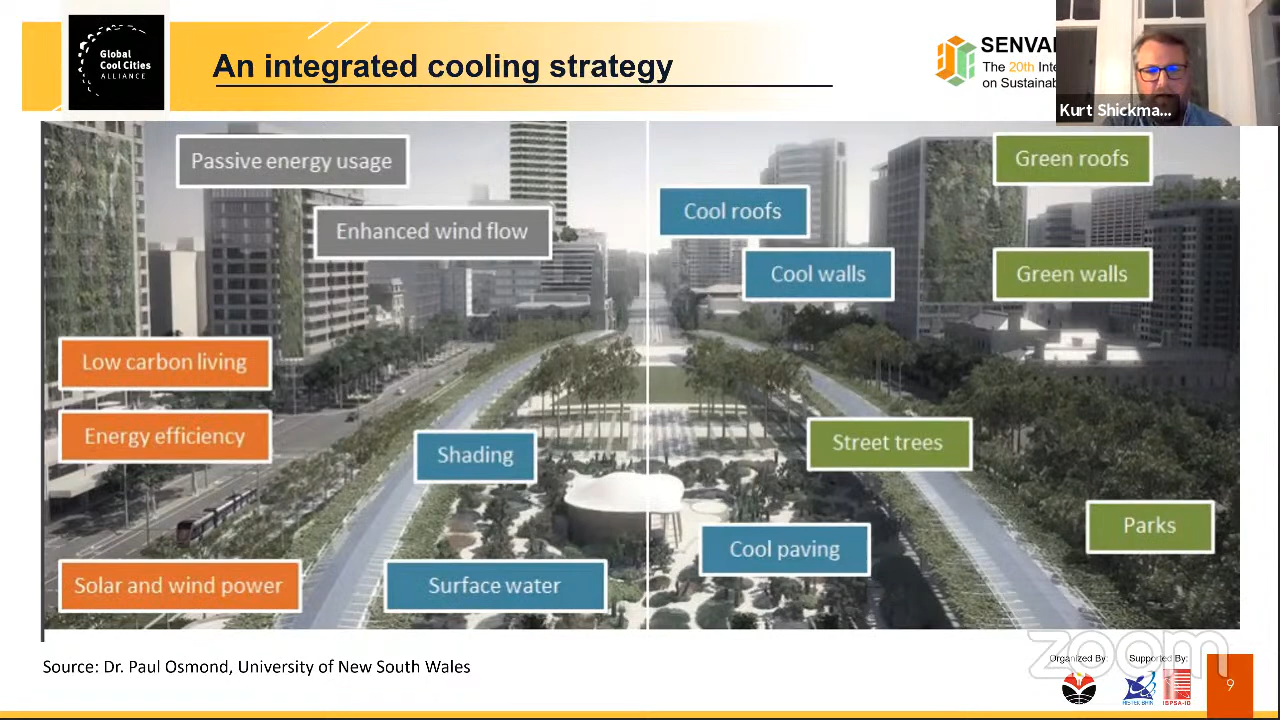 Global
Cool Cities
ALLIANCE
An integrated cooling strategy
The 20th
on Sustaina
Kurt Shickma...
Passive energy usage
Enhanced wind flow
Cool roofs
Green roofs
Cool walls
Green walls
Low carbon living
Energy efficiency
Shading
Street trees
Parks
Cool paving
Solar and wind power
Surface water
Source: Dr. Paul Osmond, University of New South Wales
zoom
Organized By:
Supported By:
IBPSA-ID
9